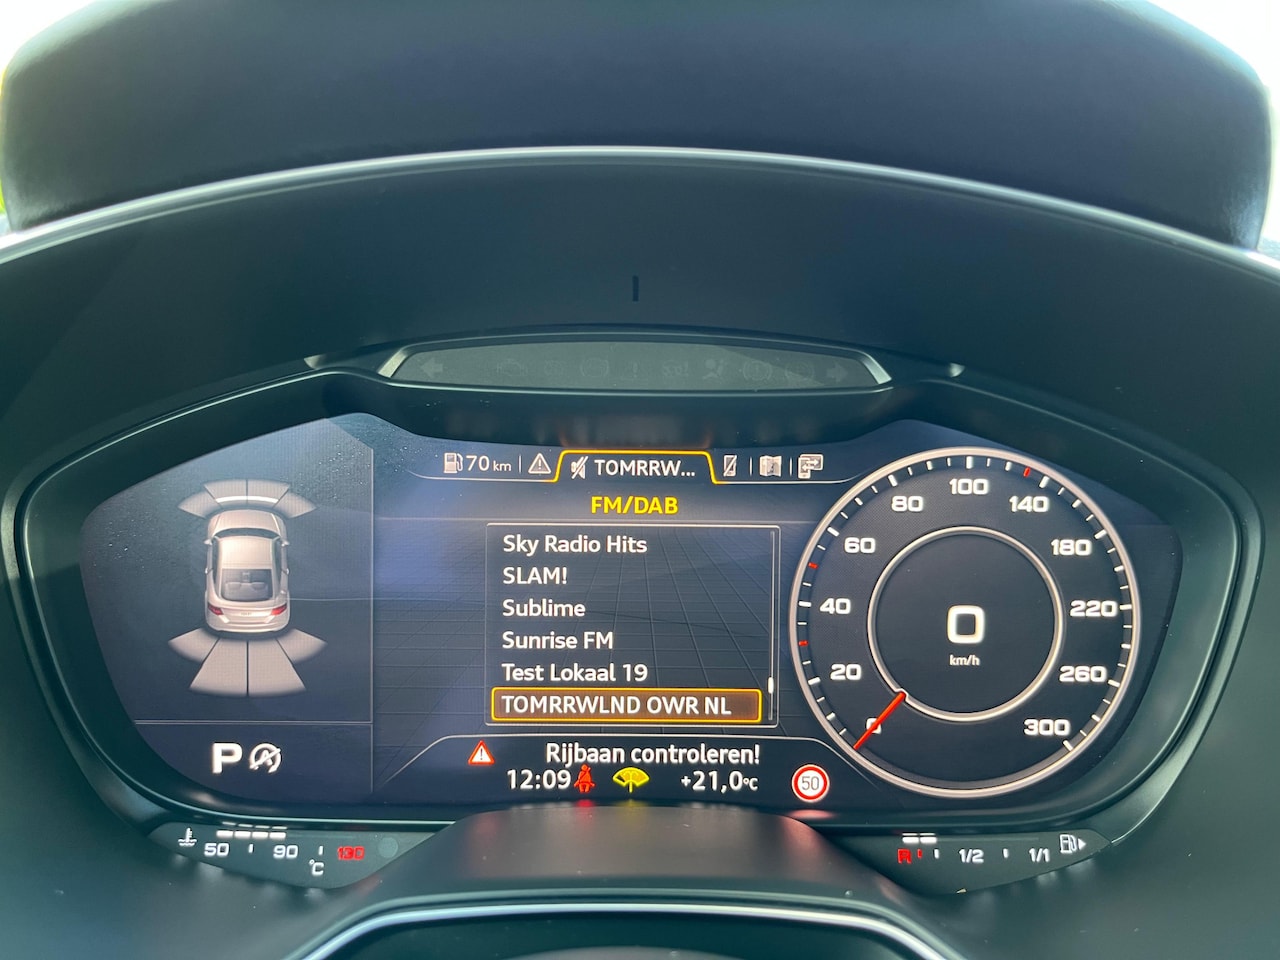 70 km TOMRRW...
FM/DAB
Sky Radio Hits
SLAM!
Sublime
Sunrise FM
Test Lokaal 19
TOMRRWLND OWR NL
Rijbaan controleren!
12:09 +21,0°C 50
P
0 20 40 60 80 100 140 180 220 260 300
0
km/h
50 90 130
°C
R 1/2 1/1